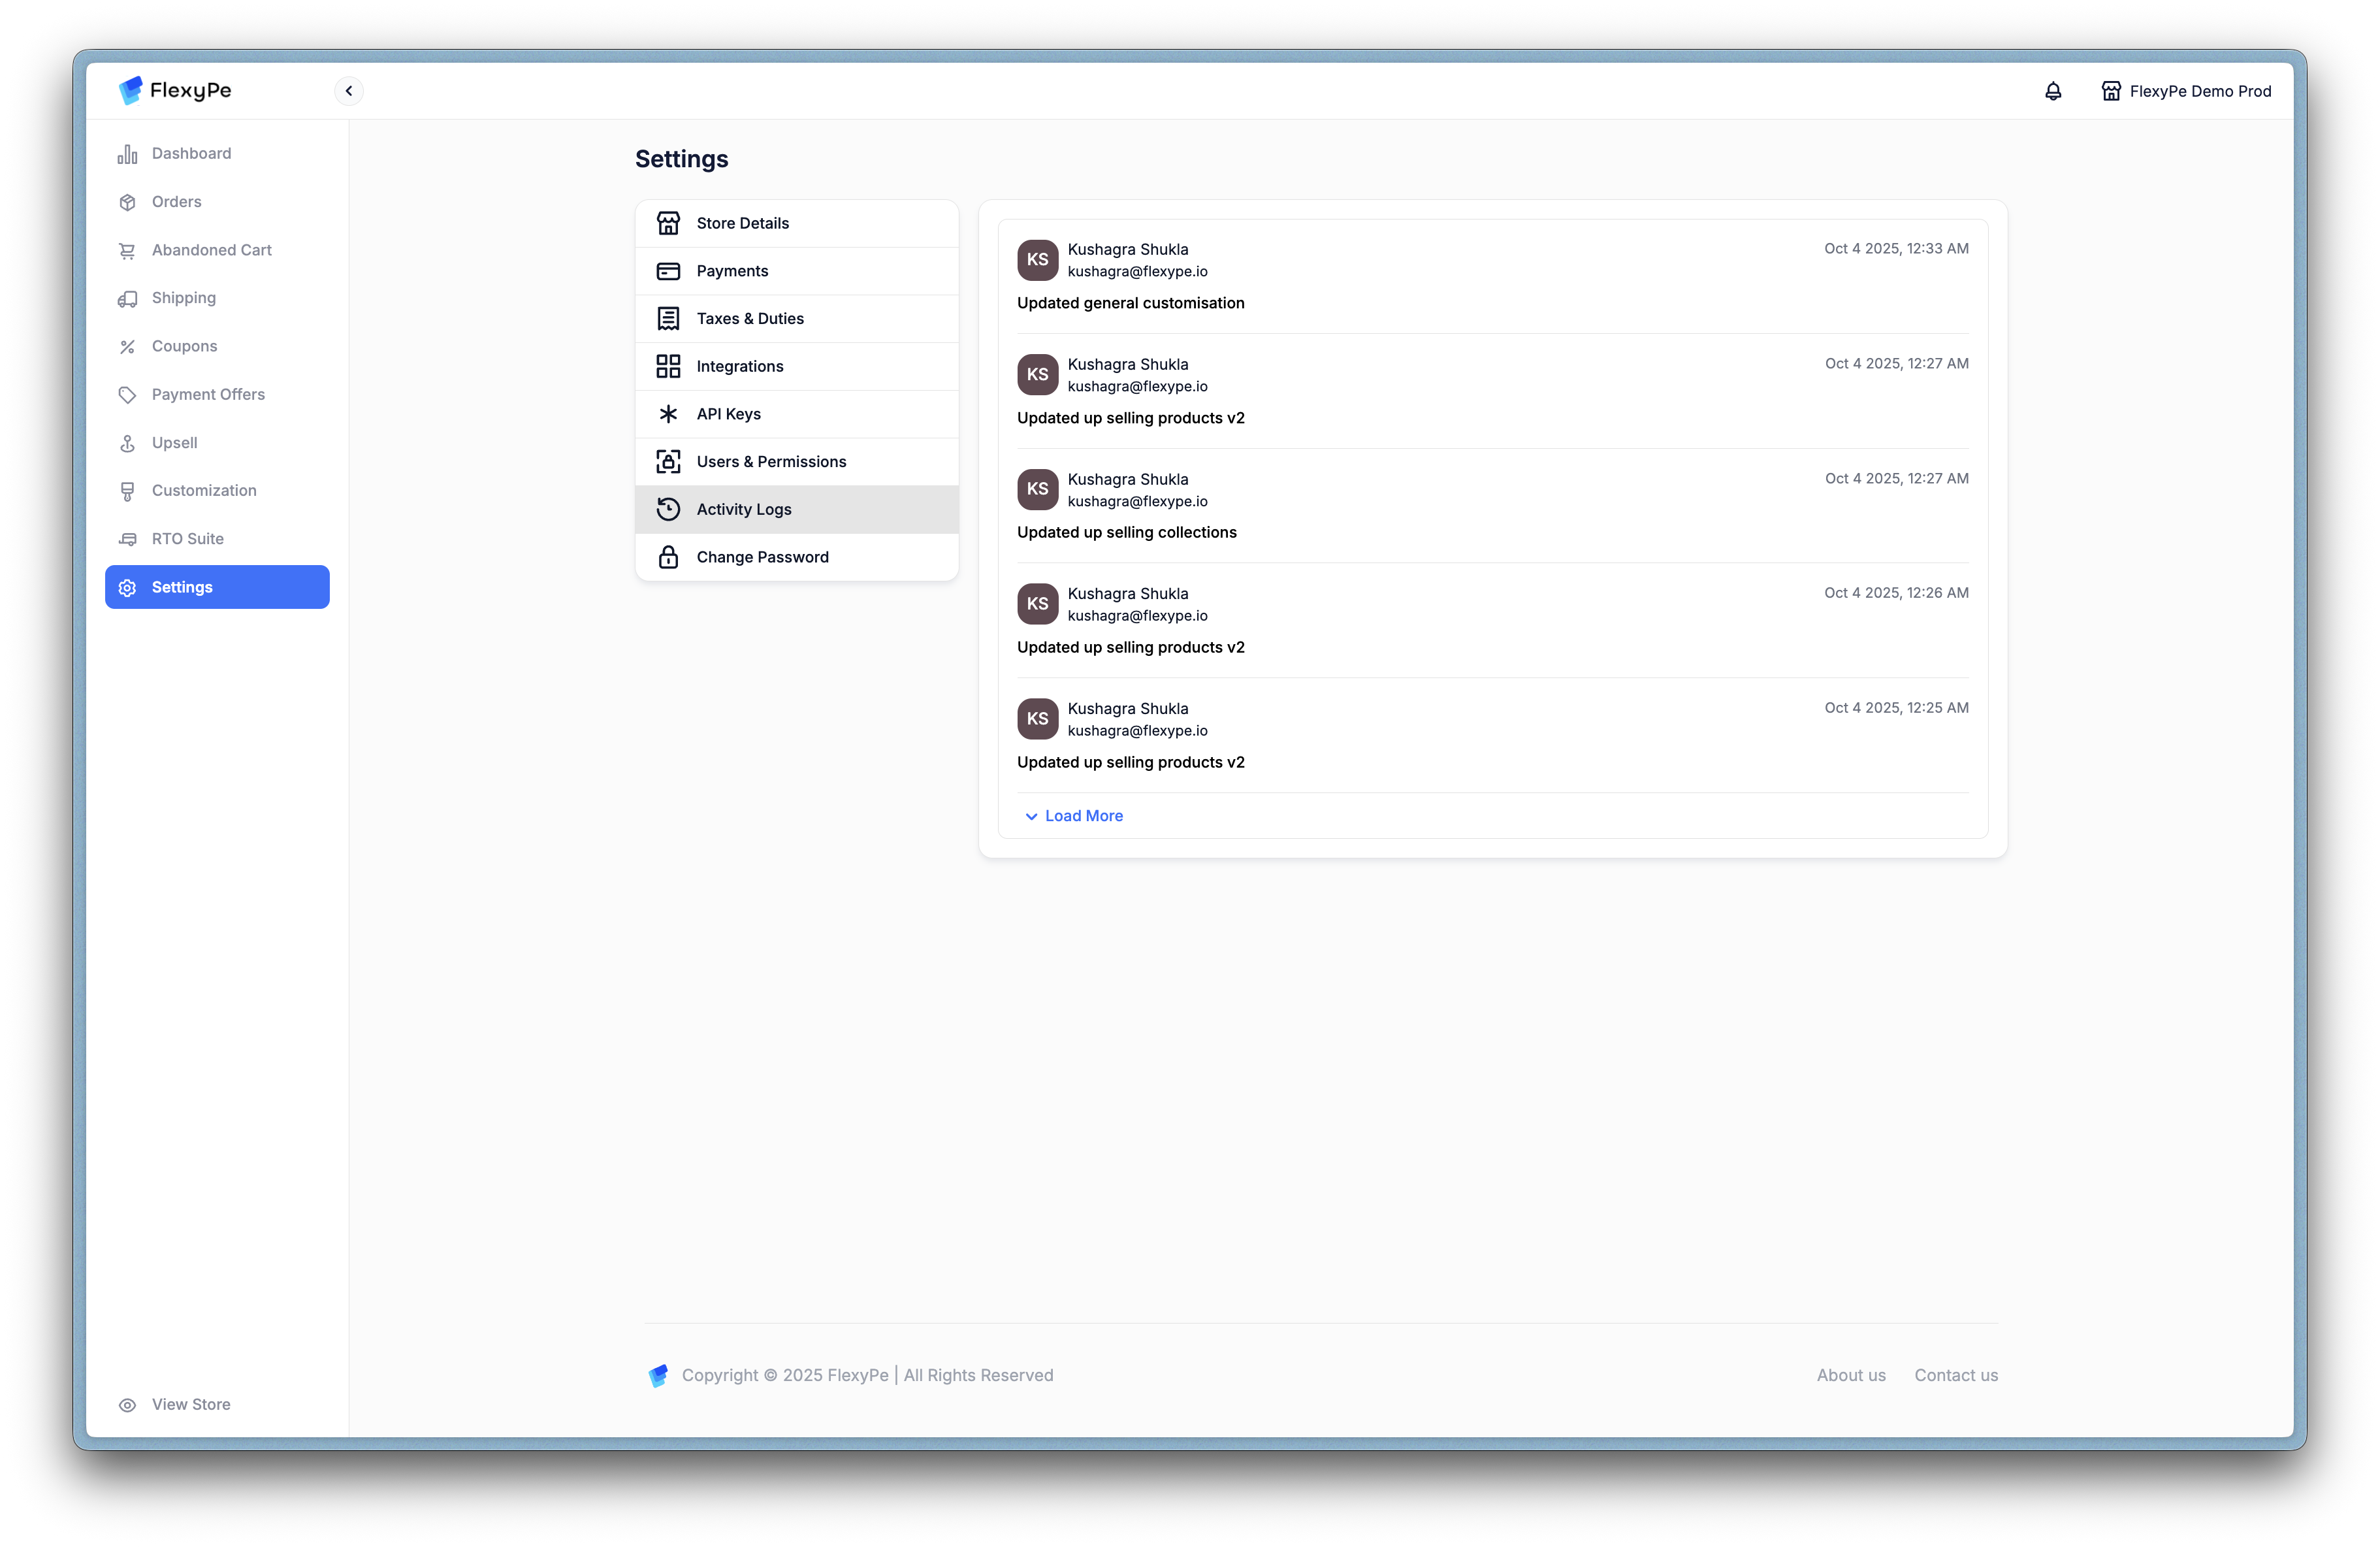 FlexyPe
FlexyPe Demo Prod
Dashboard
Orders
Abandoned Cart
Shipping
Coupons
Payment Offers
Upsell
Customization
RTO Suite
Settings
View Store
Settings
Store Details
Payments
Taxes & Duties
Integrations
API Keys
Users & Permissions
Activity Logs
Change Password
KS
Kushagra Shukla
Oct 4 2025, 12:33 AM
kushagra@flexype.io
Updated general customisation
KS
Kushagra Shukla
Oct 4 2025, 12:27 AM
kushagra@flexype.io
Updated up selling products v2
KS
Kushagra Shukla
Oct 4 2025, 12:27 AM
kushagra@flexype.io
Updated up selling collections
KS
Kushagra Shukla
Oct 4 2025, 12:26 AM
kushagra@flexype.io
Updated up selling products v2
KS
Kushagra Shukla
Oct 4 2025, 12:25 AM
kushagra@flexype.io
Updated up selling products v2
Load More
Copyright © 2025 FlexyPe | All Rights Reserved
About us
Contact us